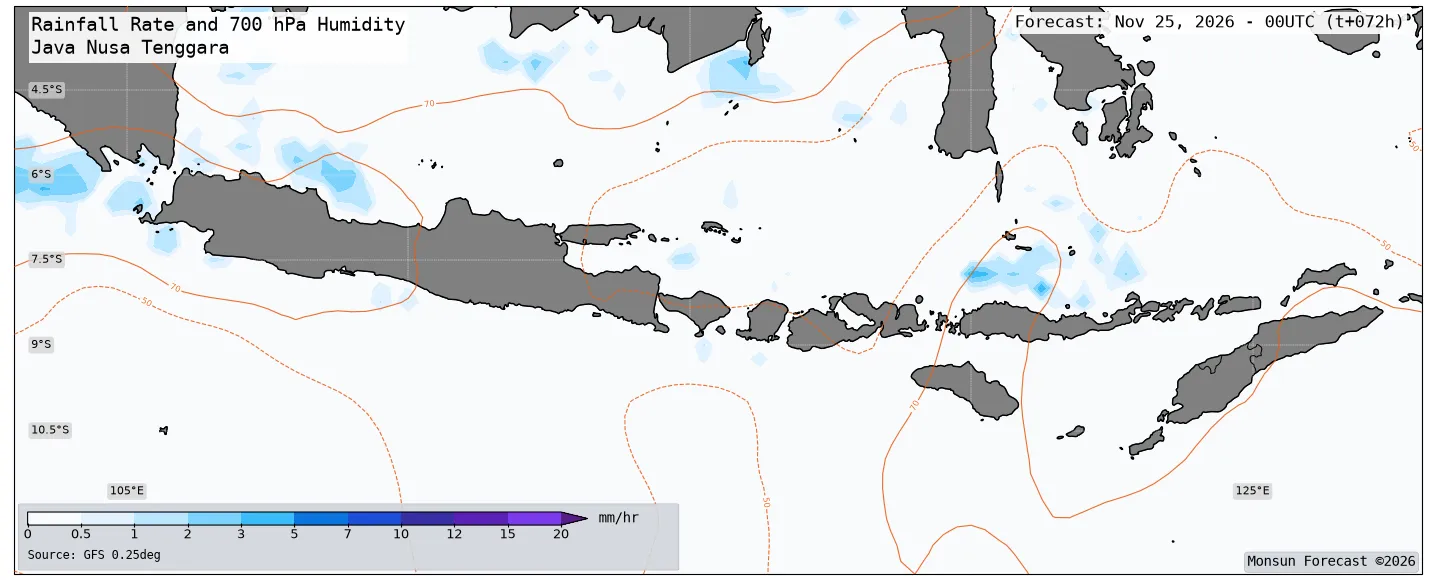 Rainfall Rate and 700 hPa Humidity
Java Nusa Tenggara
Forecast: Nov 25, 2026 - 00UTC (t+072h)
4.5°S
6°S
7.5°S
9°S
10.5°S
105°E
125°E
70
70
70
50
50
50
50
0 0.5 1 2 3 5 7 10 12 15 20
mm/hr
Source: GFS 0.25deg
Monsun Forecast ©2026